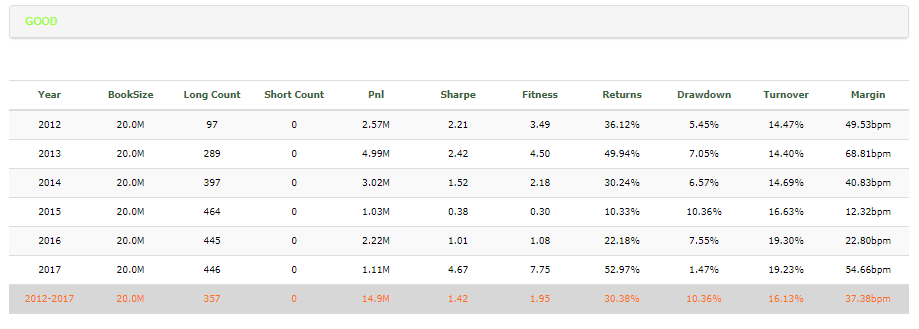 GOOD
Year BookSize Long Count Short Count Pnl Sharpe Fitness Returns Drawdown Turnover Margin
2012 20.0M 97 0 2.57M 2.21 3.49 36.12% 5.45% 14.47% 49.53bpm
2013 20.0M 289 0 4.99M 2.42 4.50 49.94% 7.05% 14.40% 68.81bpm
2014 20.0M 397 0 3.02M 1.52 2.18 30.24% 6.57% 14.69% 40.83bpm
2015 20.0M 464 0 1.03M 0.38 0.30 10.33% 10.36% 16.63% 12.32bpm
2016 20.0M 445 0 2.22M 1.01 1.08 22.18% 7.55% 19.30% 22.80bpm
2017 20.0M 446 0 1.11M 4.67 7.75 52.97% 1.47% 19.23% 54.66bpm
2012-2017 20.0M 357 0 14.9M 1.42 1.95 30.38% 10.36% 16.13% 37.38bpm